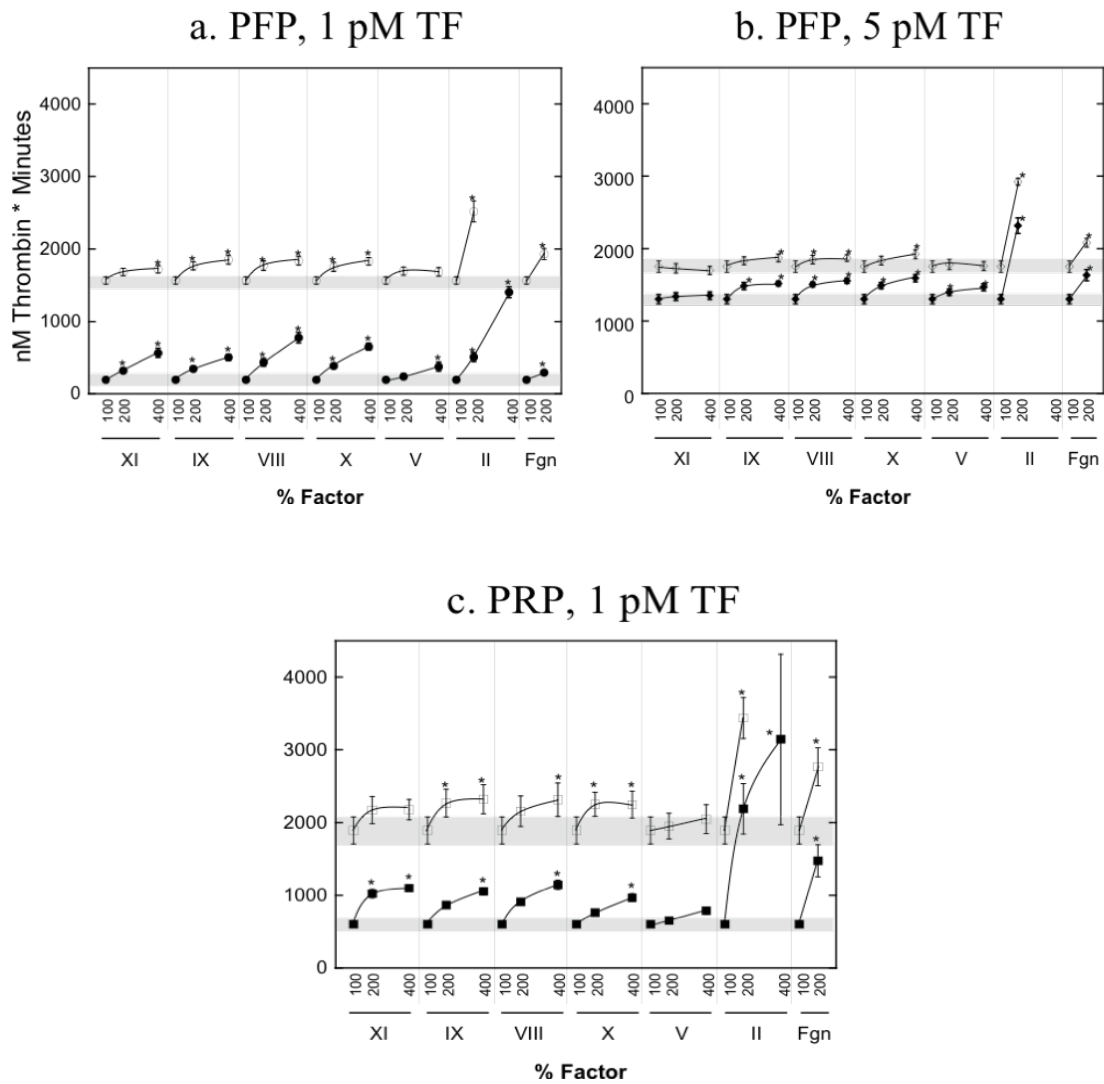 a. PFP, 1 pM TF
b. PFP, 5 pM TF
nM Thrombin * Minutes
4000
3000
2000
1000
0
100 200 400 100 200 400 100 200 400 100 200 400 100 200 400 100 200 400 100 200
XI IX VIII X V II Fgn
% Factor
4000
3000
2000
1000
0
100 200 400 100 200 400 100 200 400 100 200 400 100 200 400 100 200 400 100 200
XI IX VIII X V II Fgn
% Factor
c. PRP, 1 pM TF
4000
3000
2000
1000
0
100 200 400 100 200 400 100 200 400 100 200 400 100 200 400 100 200 400 100 200
XI IX VIII X V II Fgn
% Factor